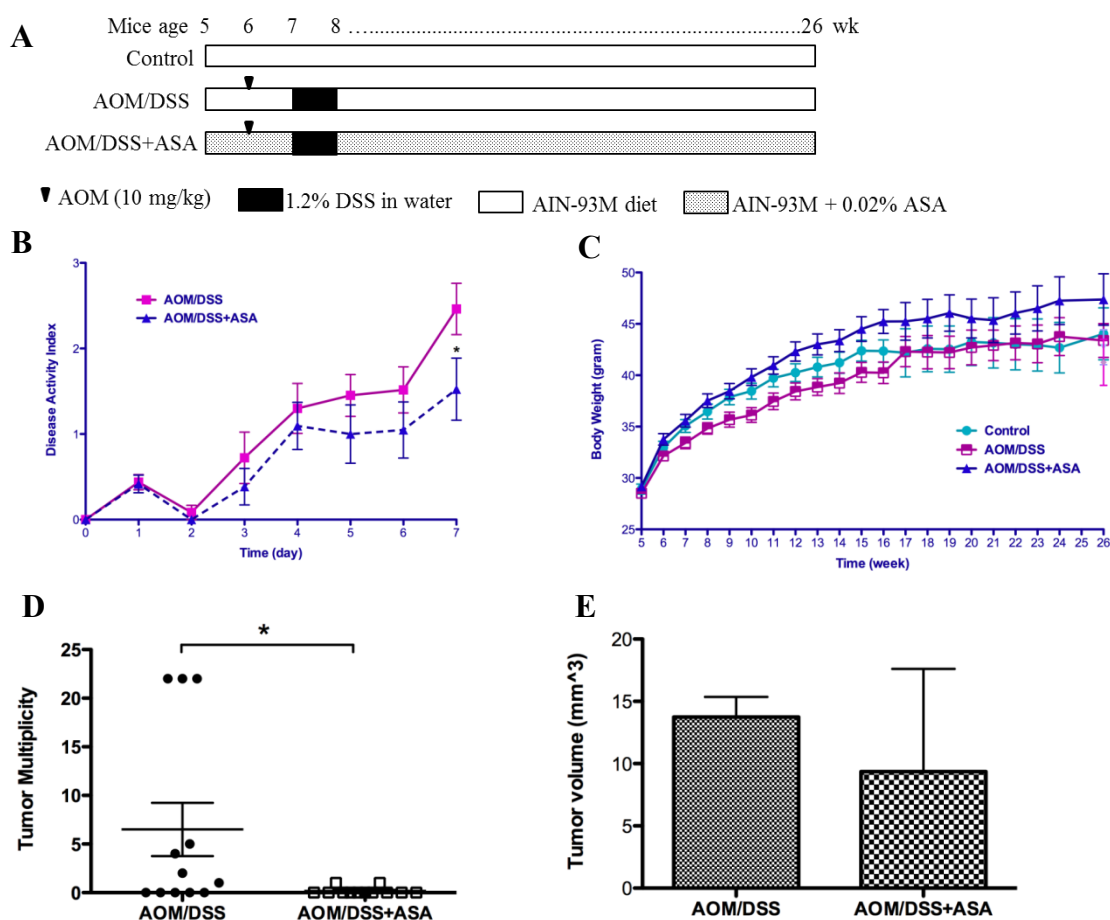 A
Mice age 5 6 7 8 ............................................................................................26 wk
Control
AOM/DSS
AOM/DSS+ASA
AOM (10 mg/kg) 1.2% DSS in water AIN-93M diet AIN-93M + 0.02% ASA
B
3
2
1
0
Disease Activity Index
AOM/DSS
AOM/DSS+ASA
*
0 1 2 3 4 5 6 7
Time (day)
C
50
45
40
35
30
25
Body Weight (gram)
Control
AOM/DSS
AOM/DSS+ASA
5 6 7 8 9 10 11 12 13 14 15 16 17 18 19 20 21 22 23 24 26
Time (week)
D
25
20
15
10
5
0
Tumor Multiplicity
*
AOM/DSS AOM/DSS+ASA
E
20
15
10
5
0
Tumor volume (mm^3)
AOM/DSS AOM/DSS+ASA